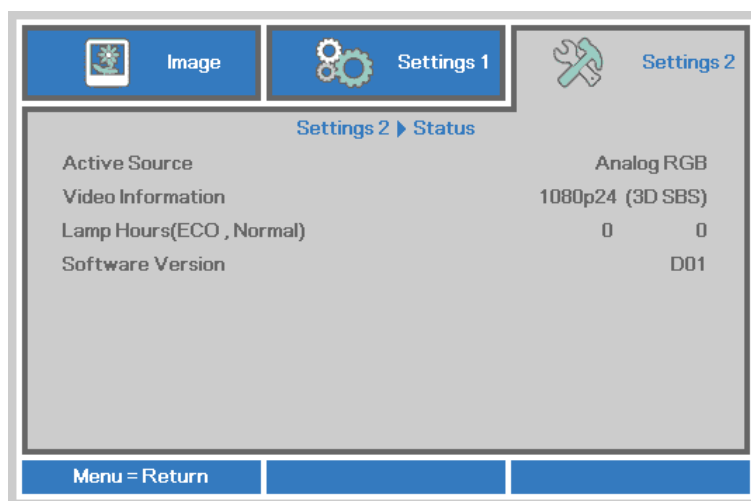 Image Settings 1 Settings 2
Settings 2 ▶ Status
Active Source Analog RGB
Video Information 1080p24 (3D SBS)
Lamp Hours(ECO , Normal) 0 0
Software Version D01
Menu = Return